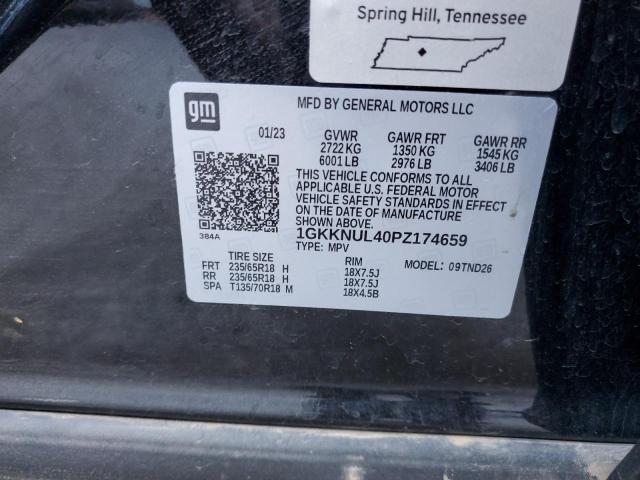 Spring Hill, Tennessee
gm
MFD BY GENERAL MOTORS LLC
01/23 GVWR GAWR FRT GAWR RR
2722 KG 1350 KG 1545 KG
6001 LB 2976 LB 3406 LB
THIS VEHICLE CONFORMS TO ALL
APPLICABLE U.S. FEDERAL MOTOR
VEHICLE SAFETY STANDARDS IN EFFECT
ON THE DATE OF MANUFACTURE
SHOWN ABOVE.
384A
1GKKNUL40PZ174659
TYPE: MPV
TIRE SIZE RIM MODEL: 09TND26
FRT 235/65R18 H 18X7.5J
RR 235/65R18 H 18X7.5J
SPA T135/70R18 M 18X4.5B